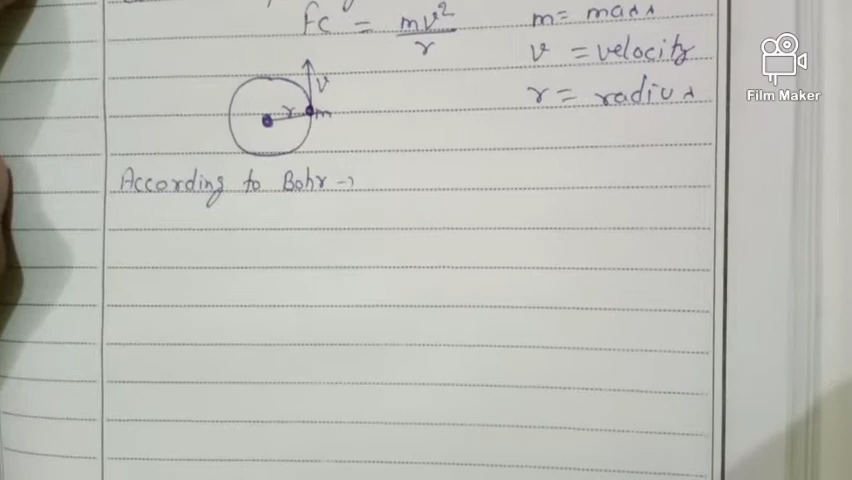 Fc = mv²/r
m = mass
v = velocity
r = radius
v
r m
According to Bohr →
Film Maker